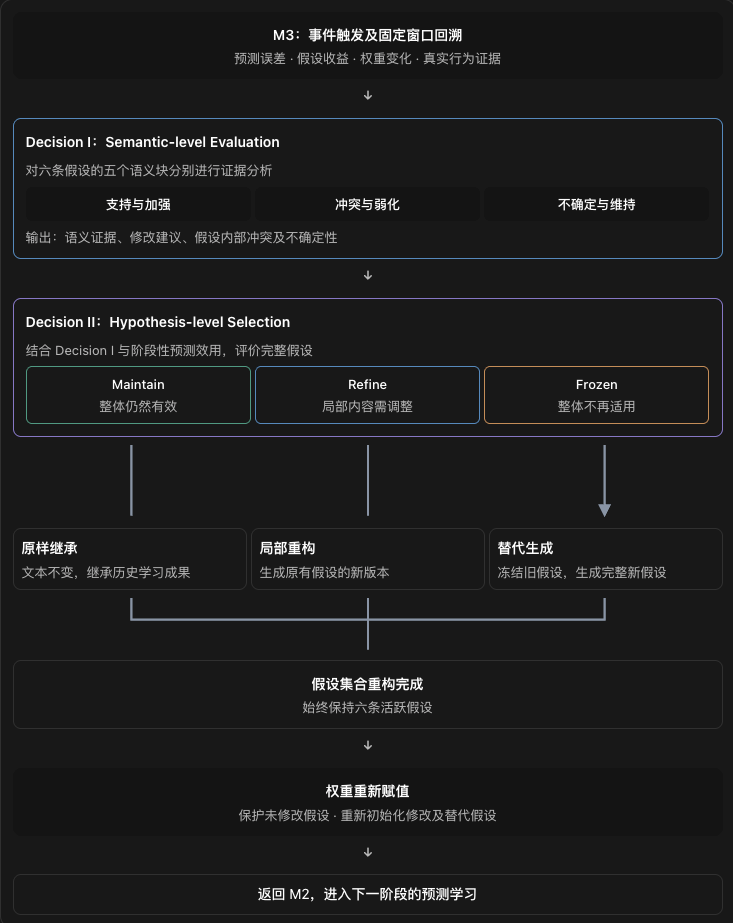 M3：事件触发及固定窗口回溯
预测误差 · 假设收益 · 权重变化 · 真实行为证据
Decision I：Semantic-level Evaluation
对六条假设的五个语义块分别进行证据分析
支持与加强
冲突与弱化
不确定与维持
输出：语义证据、修改建议、假设内部冲突及不确定性
Decision II：Hypothesis-level Selection
结合 Decision I 与阶段性预测效用，评价完整假设
Maintain
整体仍然有效
Refine
局部内容需调整
Frozen
整体不再适用
原样继承
文本不变，继承历史学习成果
局部重构
生成原有假设的新版本
替代生成
冻结旧假设，生成完整新假设
假设集合重构完成
始终保持六条活跃假设
权重重新赋值
保护未修改假设 · 重新初始化修改及替代假设
返回 M2，进入下一阶段的预测学习